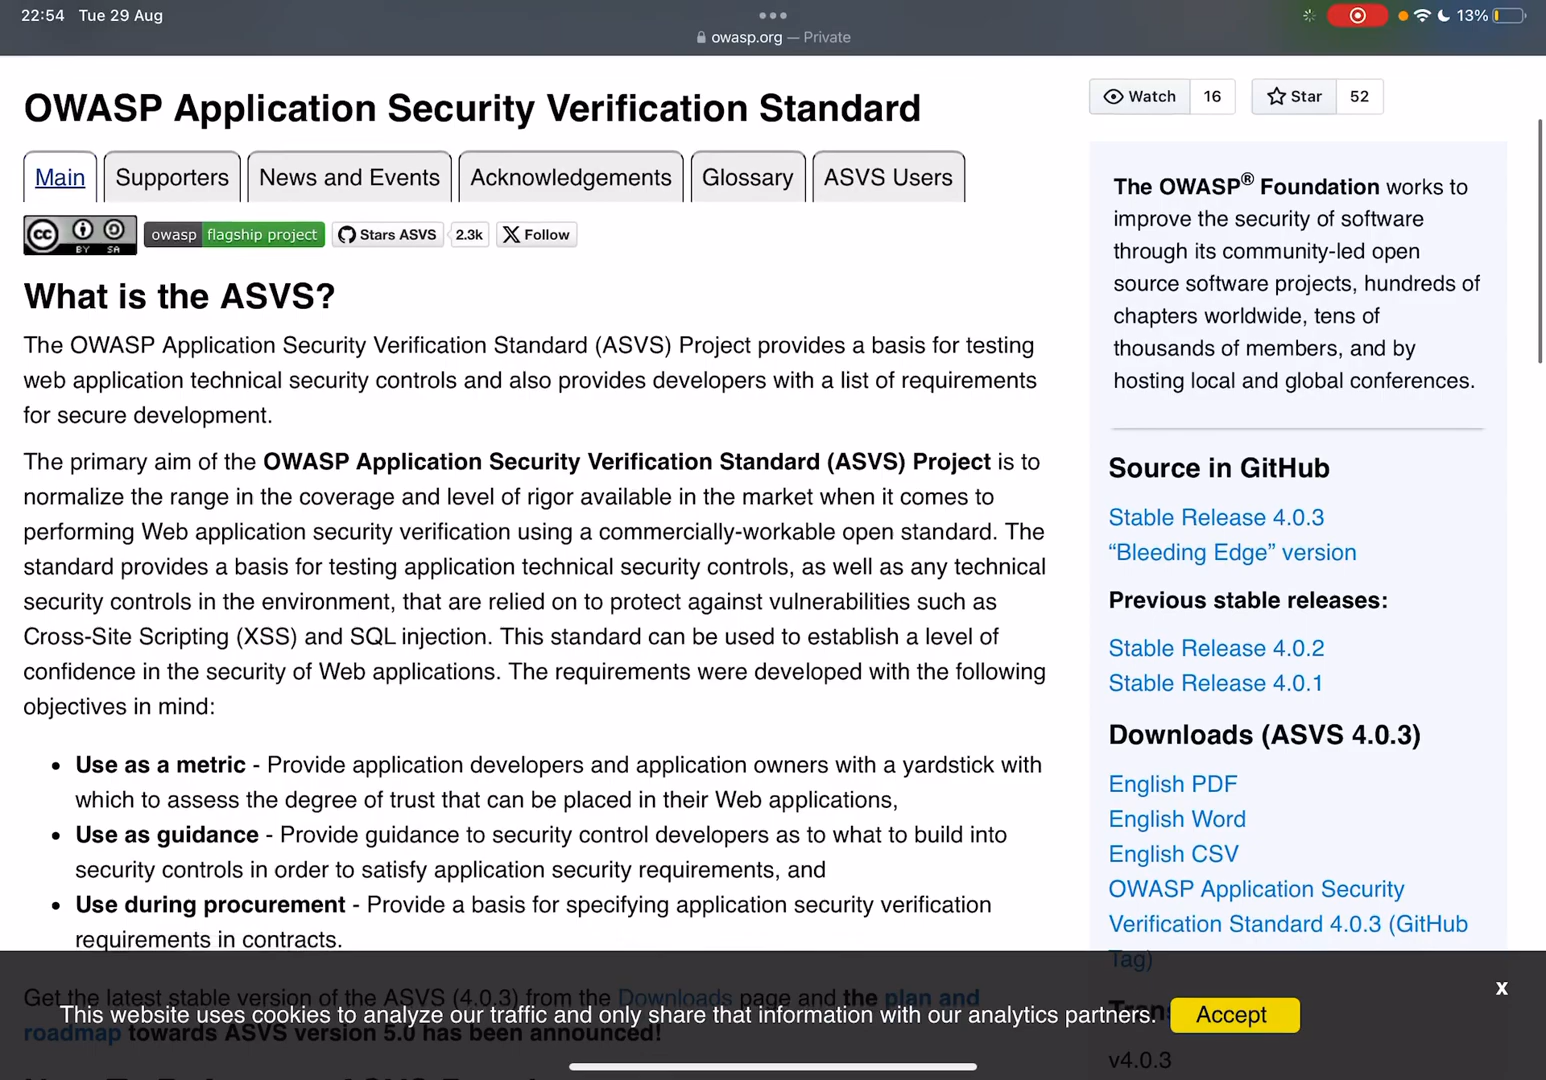 22:54 Tue 29 Aug
13%
owasp.org — Private
OWASP Application Security Verification Standard
Watch 16
Star 52
Main
Supporters
News and Events
Acknowledgements
Glossary
ASVS Users
cc BY SA
owasp flagship project
Stars ASVS 2.3k
X Follow
What is the ASVS?
The OWASP Application Security Verification Standard (ASVS) Project provides a basis for testing
web application technical security controls and also provides developers with a list of requirements
for secure development.
The primary aim of the OWASP Application Security Verification Standard (ASVS) Project is to
normalize the range in the coverage and level of rigor available in the market when it comes to
performing Web application security verification using a commercially-workable open standard. The
standard provides a basis for testing application technical security controls, as well as any technical
security controls in the environment, that are relied on to protect against vulnerabilities such as
Cross-Site Scripting (XSS) and SQL injection. This standard can be used to establish a level of
confidence in the security of Web applications. The requirements were developed with the following
objectives in mind:
• Use as a metric - Provide application developers and application owners with a yardstick with
which to assess the degree of trust that can be placed in their Web applications,
• Use as guidance - Provide guidance to security control developers as to what to build into
security controls in order to satisfy application security requirements, and
• Use during procurement - Provide a basis for specifying application security verification
requirements in contracts.
Get the latest stable version of the ASVS (4.0.3) from the Downloads page and the plan and
roadmap towards ASVS version 5.0 has been announced!
The OWASP® Foundation works to
improve the security of software
through its community-led open
source software projects, hundreds of
chapters worldwide, tens of
thousands of members, and by
hosting local and global conferences.
Source in GitHub
Stable Release 4.0.3
“Bleeding Edge” version
Previous stable releases:
Stable Release 4.0.2
Stable Release 4.0.1
Downloads (ASVS 4.0.3)
English PDF
English Word
English CSV
OWASP Application Security
Verification Standard 4.0.3 (GitHub
Tag)
v4.0.3
This website uses cookies to analyze our traffic and only share that information with our analytics partners.
Accept
x